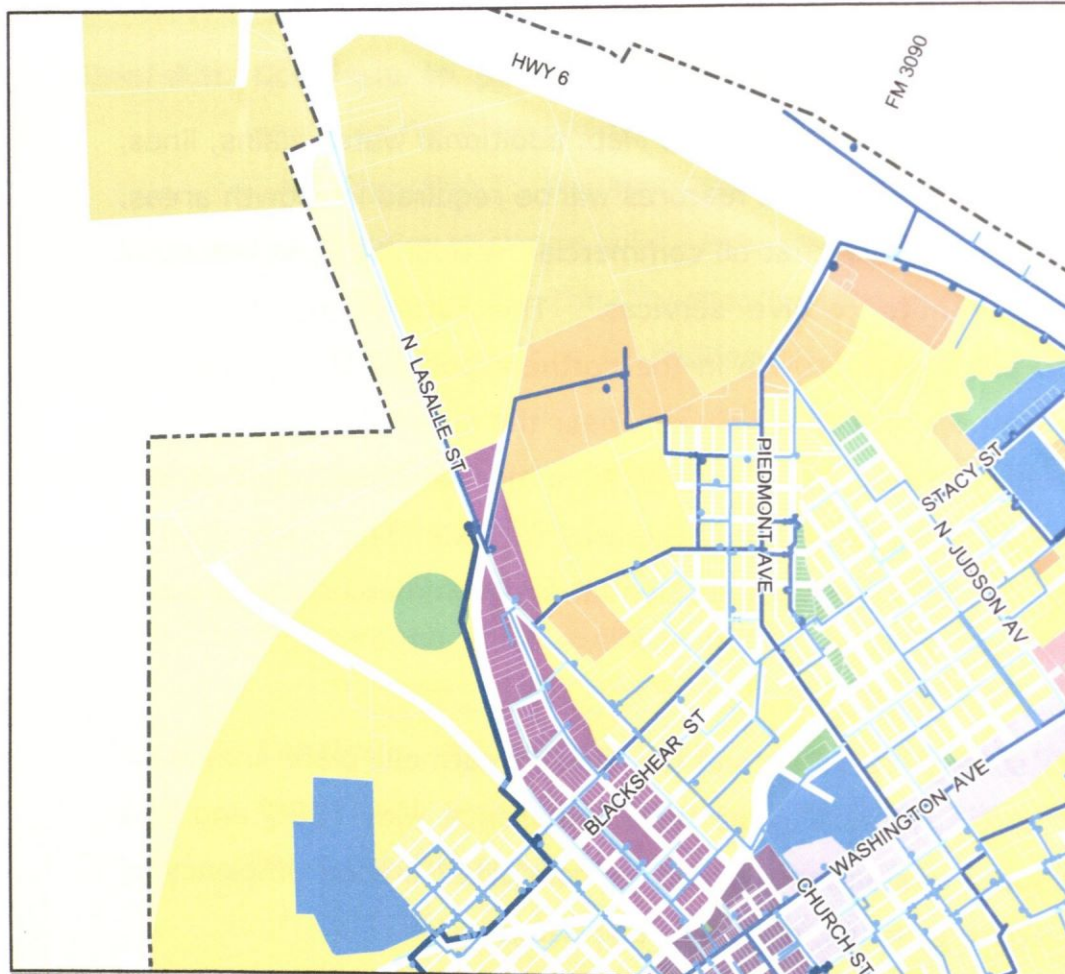 HWY 6
FM 3090
N LASALLE ST
PIEDMONT AVE
STACY ST
N JUDSON AV
BLACKSHEAR ST
WASHINGTON AVE
CHURCH ST